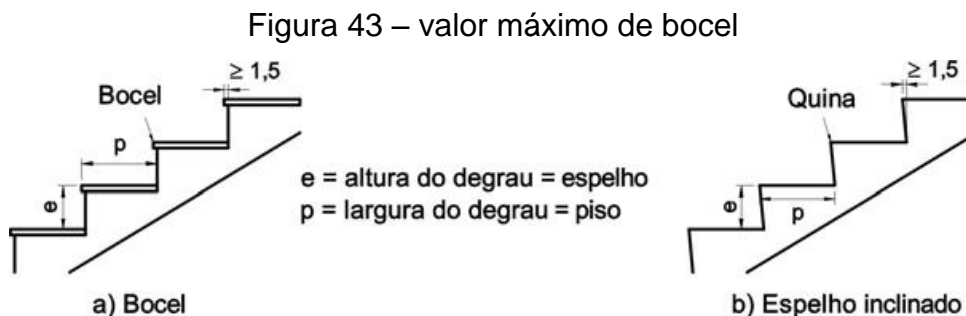 Figura 43 – valor máximo de bocel
≥ 1,5
Bocel
p
e
a) Bocel
e = altura do degrau = espelho
p = largura do degrau = piso
≥ 1,5
Quina
e
p
b) Espelho inclinado